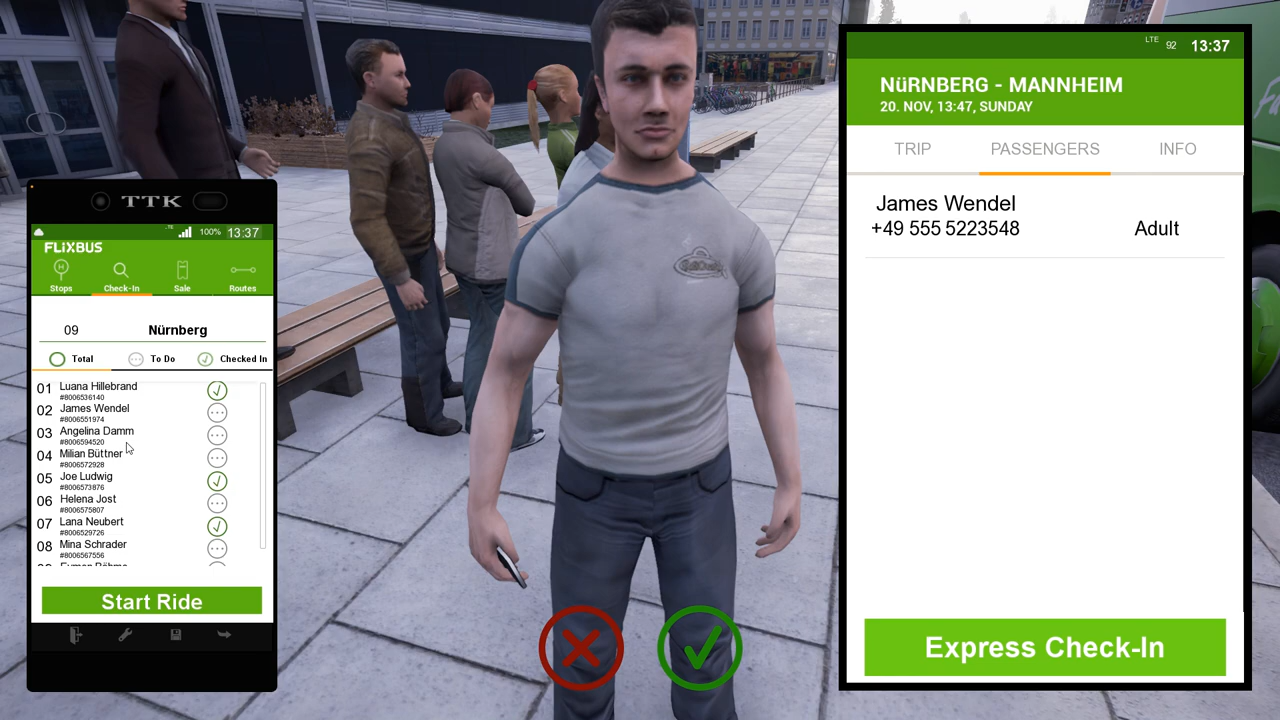 TTK
LTE 100% 13:37
FLiXBUS
H
Stops Check-In Sale Routes
09 Nürnberg
Total To Do Checked In
01 Luana Hillebrand
#8006536140
02 James Wendel
#8006551974
03 Angelina Damm
#8006594520
04 Milian Büttner
#8006572928
05 Joe Ludwig
#8006573876
06 Helena Jost
#8006575807
07 Lana Neubert
#8006529726
08 Mina Schrader
#8006567556
Start Ride
LTE 92 13:37
NüRNBERG - MANNHEIM
20. NOV, 13:47, SUNDAY
TRIP PASSENGERS INFO
James Wendel
+49 555 5223548 Adult
Express Check-In